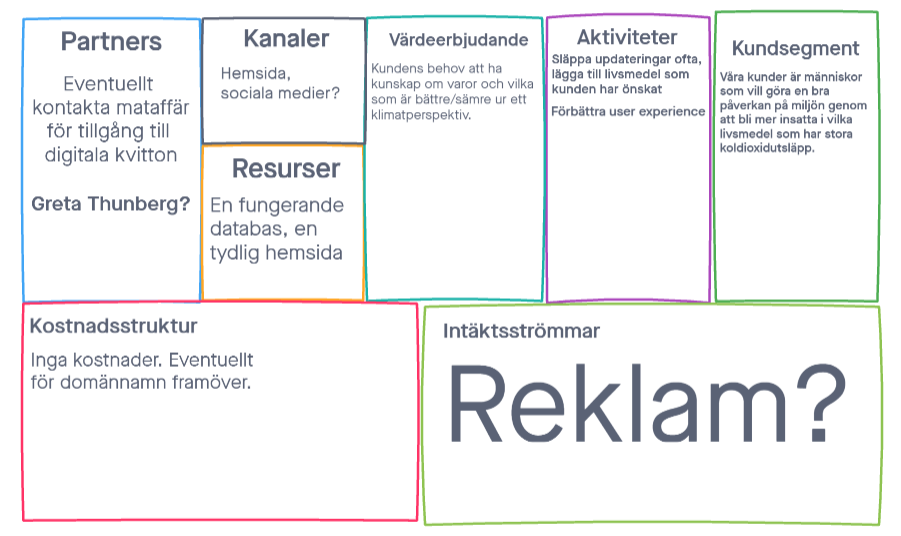 Partners
Eventuellt
kontakta mataffär
för tillgång till
digitala kvitton
Greta Thunberg?
Kanaler
Hemsida,
sociala medier?
Resurser
En fungerande
databas, en
tydlig hemsida
Värdeerbjudande
Kundens behov att ha
kunskap om varor och vilka
som är bättre/sämre ur ett
klimatperspektiv.
Aktiviteter
Släppa updateringar ofta,
lägga till livsmedel som
kunden har önskat
Förbättra user experience
Kundsegment
Våra kunder är människor
som vill göra en bra
påverkan på miljön genom
att bli mer insatta i vilka
livsmedel som har stora
koldioxidutsläpp.
Kostnadsstruktur
Inga kostnader. Eventuellt
för domännamn framöver.
Intäktsströmmar
Reklam?